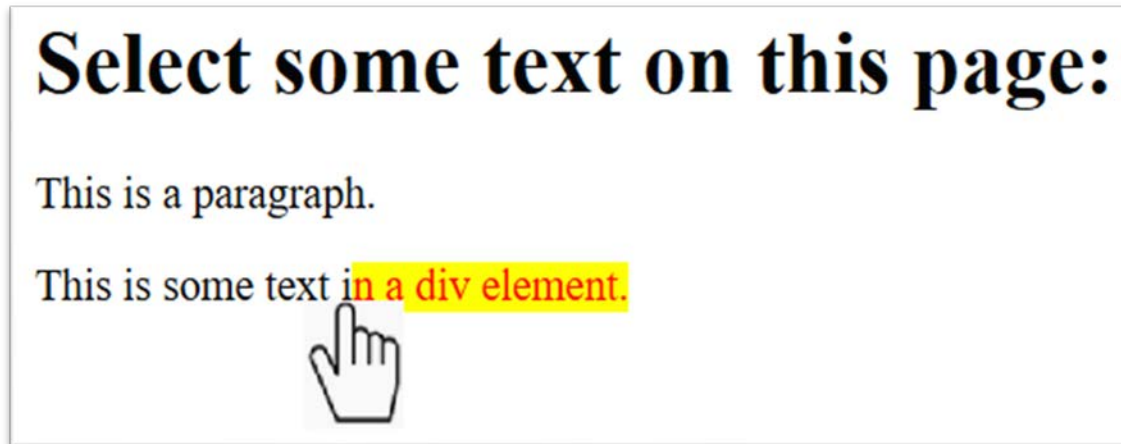 Select some text on this page:
This is a paragraph.
This is some text in a div element.